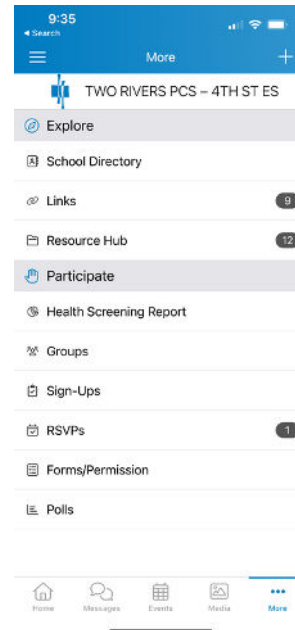 9:35
Search
More
TWO RIVERS PCS – 4TH ST ES
Explore
School Directory
Links 9
Resource Hub 12
Participate
Health Screening Report
Groups
Sign-Ups
RSVPs 1
Forms/Permission
Polls
Home Messages Events Media More